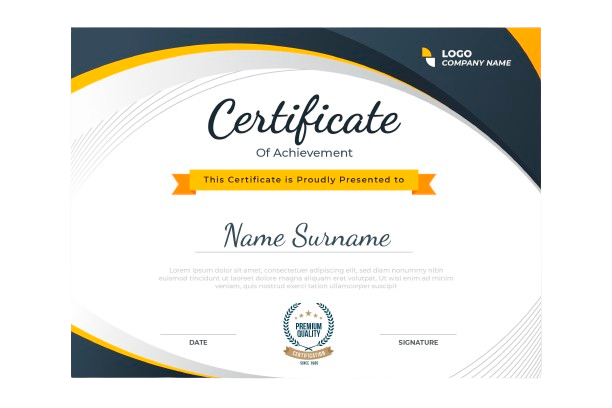 LOGO
COMPANY NAME
Certificate
Of Achievement
This Certificate is Proudly Presented to
Name Surname
Lorem ipsum dolor sit amet, consectetuer adipiscing elit, sed diam nonummy nibh
euismod tincidunt ut laoreet dolore magna aliquam erat volutpat. Ut wisi enim ad minim
veniam, quis nostrud exerci tation ullamcorper suscipit
PREMIUM
QUALITY
CERTIFICATION
SINCE
DATE
SIGNATURE